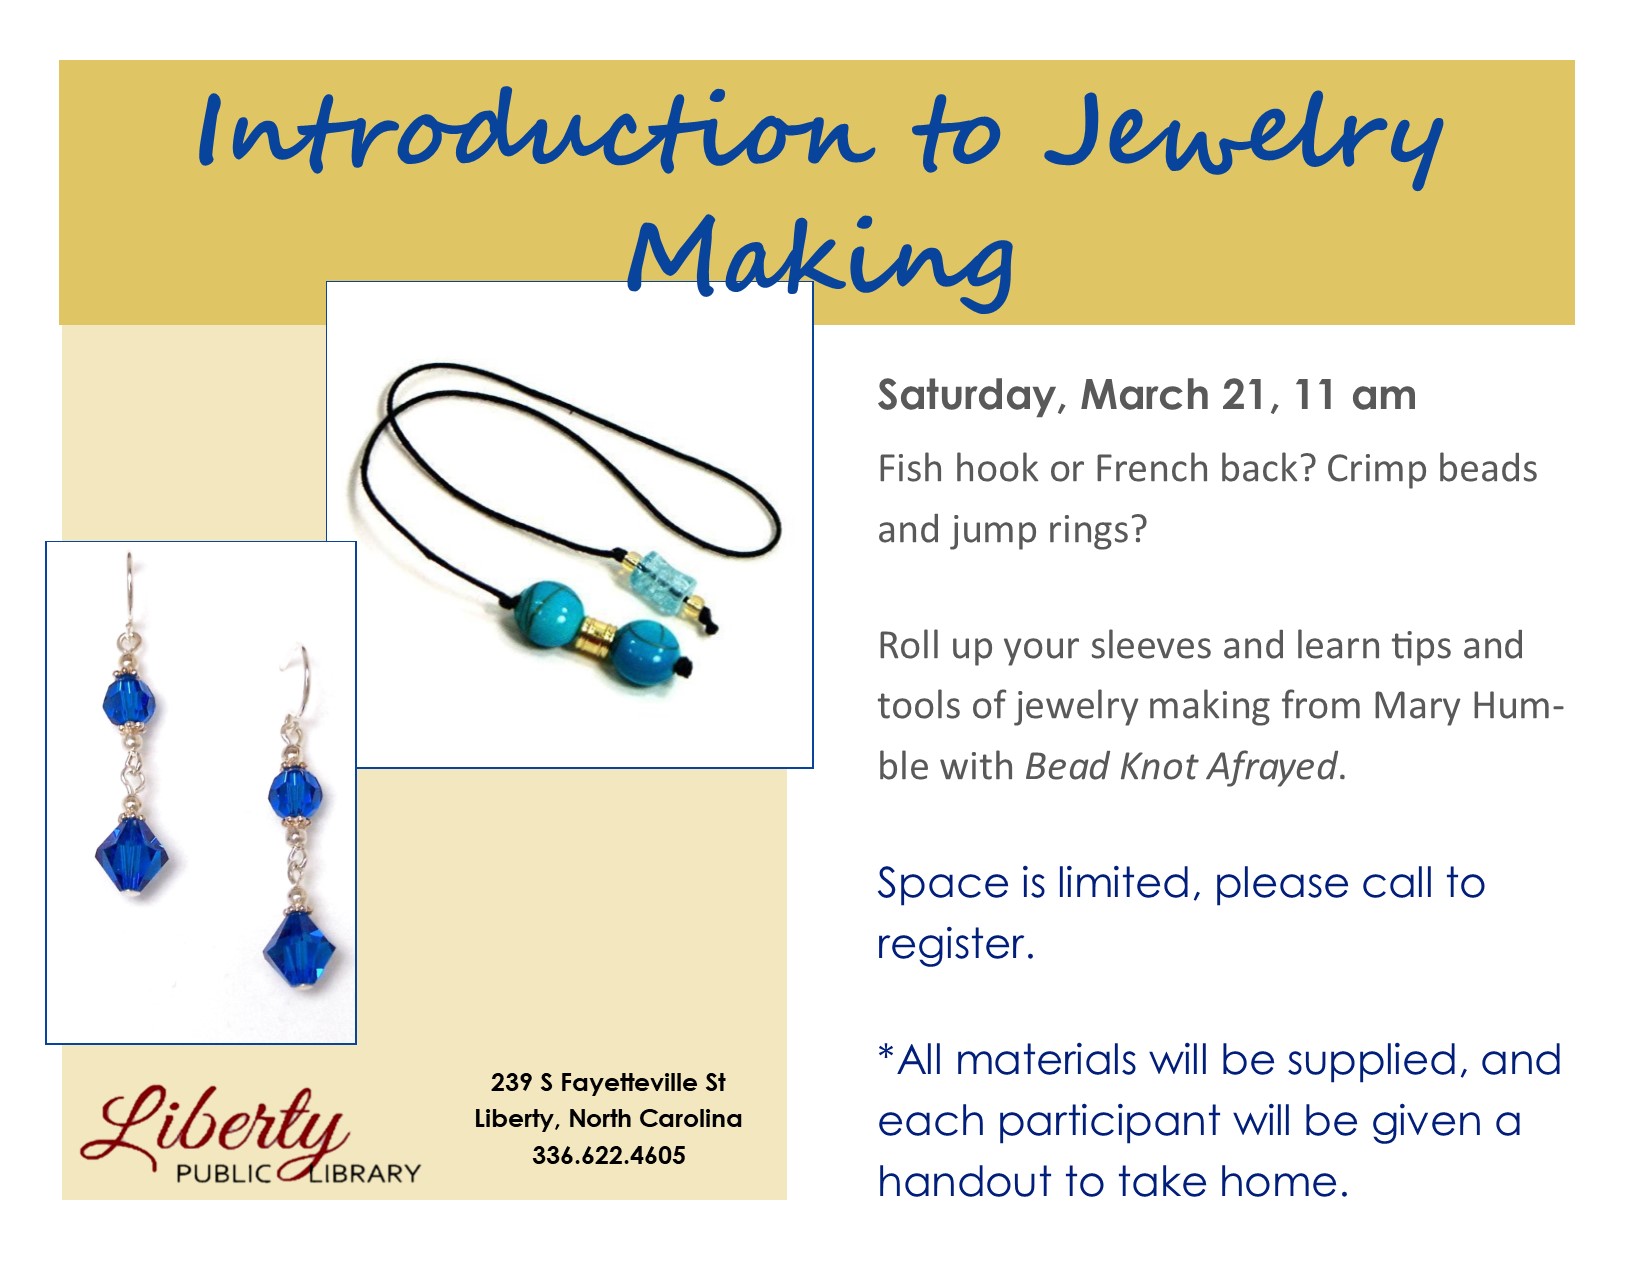 Introduction to Jewelry
Making
Saturday, March 21, 11 am
Fish hook or French back? Crimp beads
and jump rings?
Roll up your sleeves and learn tips and
tools of jewelry making from Mary Hum-
ble with Bead Knot Afrayed.
Space is limited, please call to
register.
*All materials will be supplied, and
each participant will be given a
handout to take home.
Liberty
PUBLIC LIBRARY
239 S Fayetteville St
Liberty, North Carolina
336.622.4605